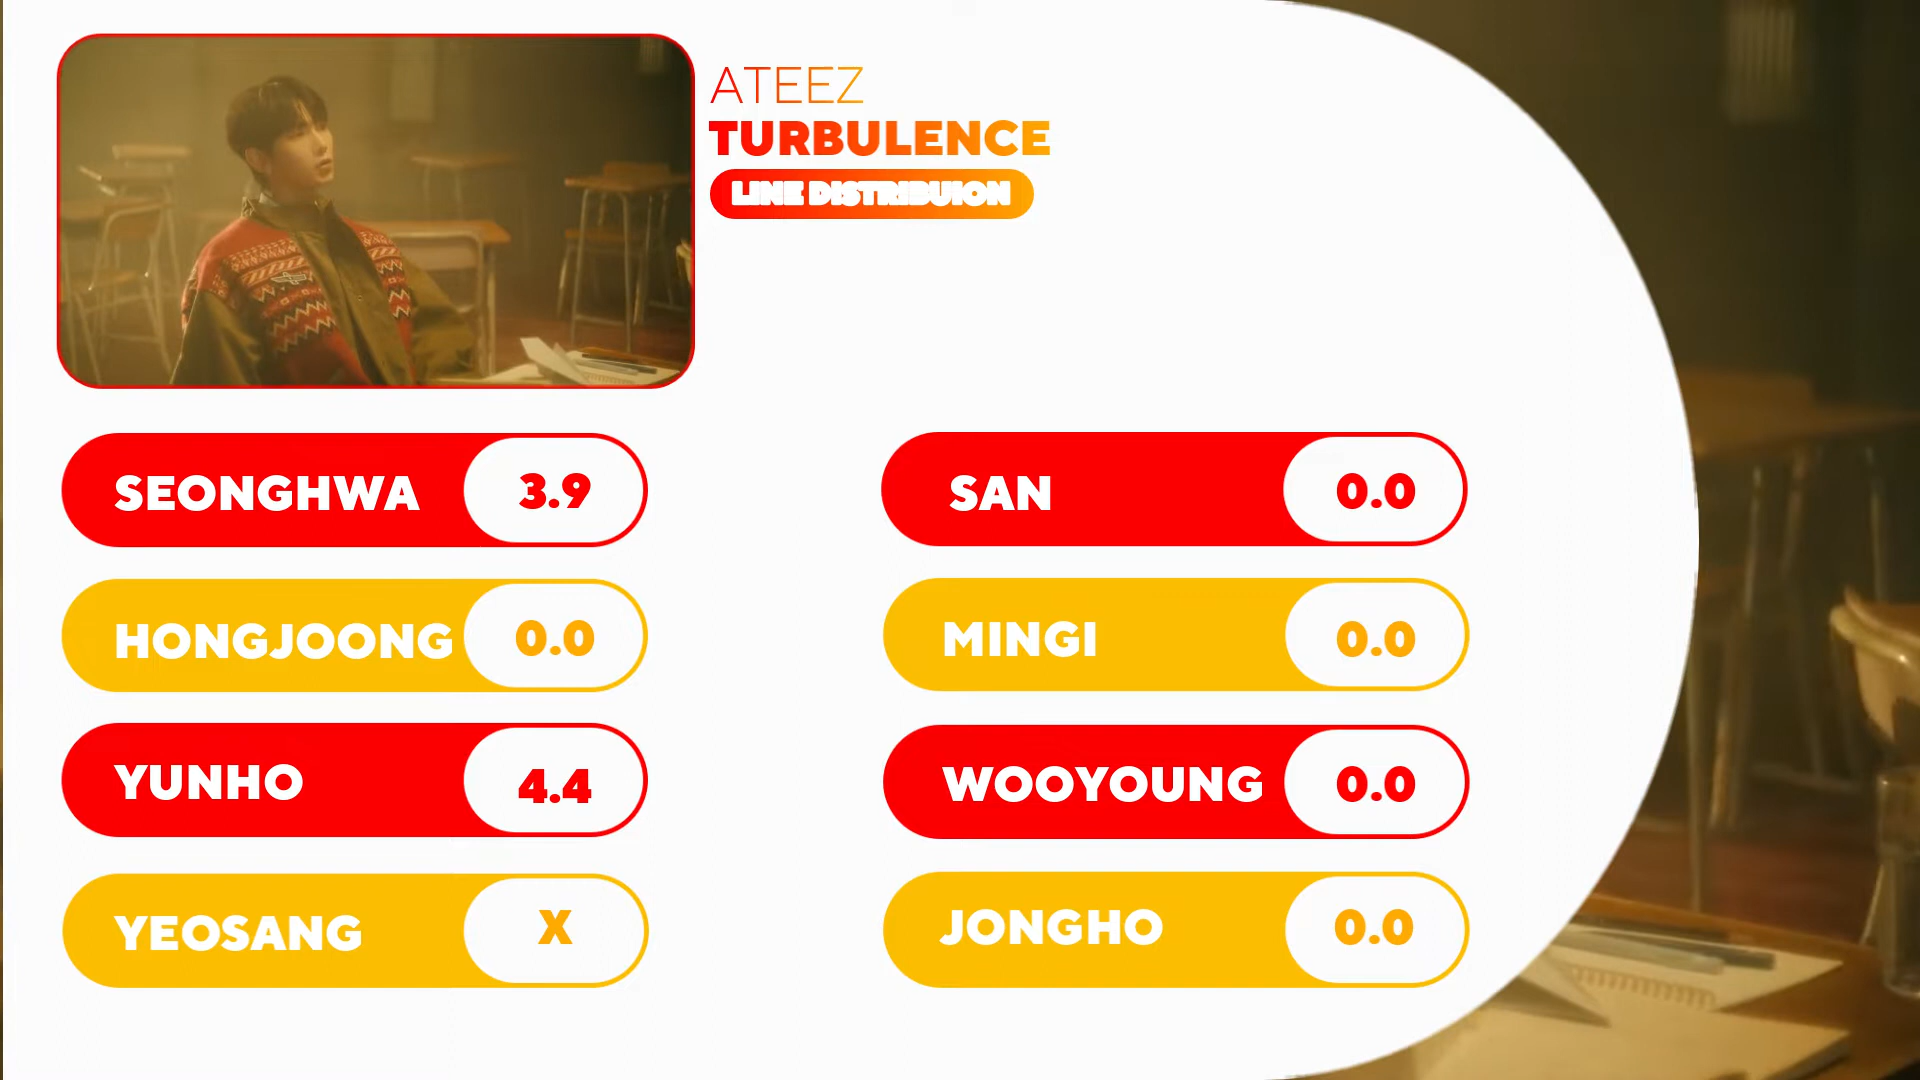 ATEEZ
TURBULENCE
LINE DISTRIBUION
SEONGHWA 3.9
HONGJOONG 0.0
YUNHO 4.4
YEOSANG X
SAN 0.0
MINGI 0.0
WOOYOUNG 0.0
JONGHO 0.0